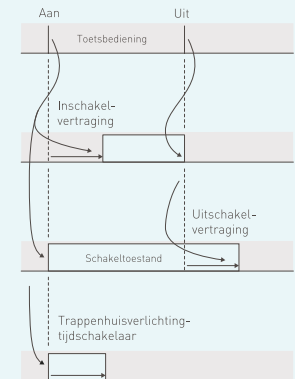 Aan Uit
Toetsbediening
Inschakel-
vertraging
Uitschakel-
vertraging
Schakeltoestand
Trappenhuisverlichting-
tijdschakelaar